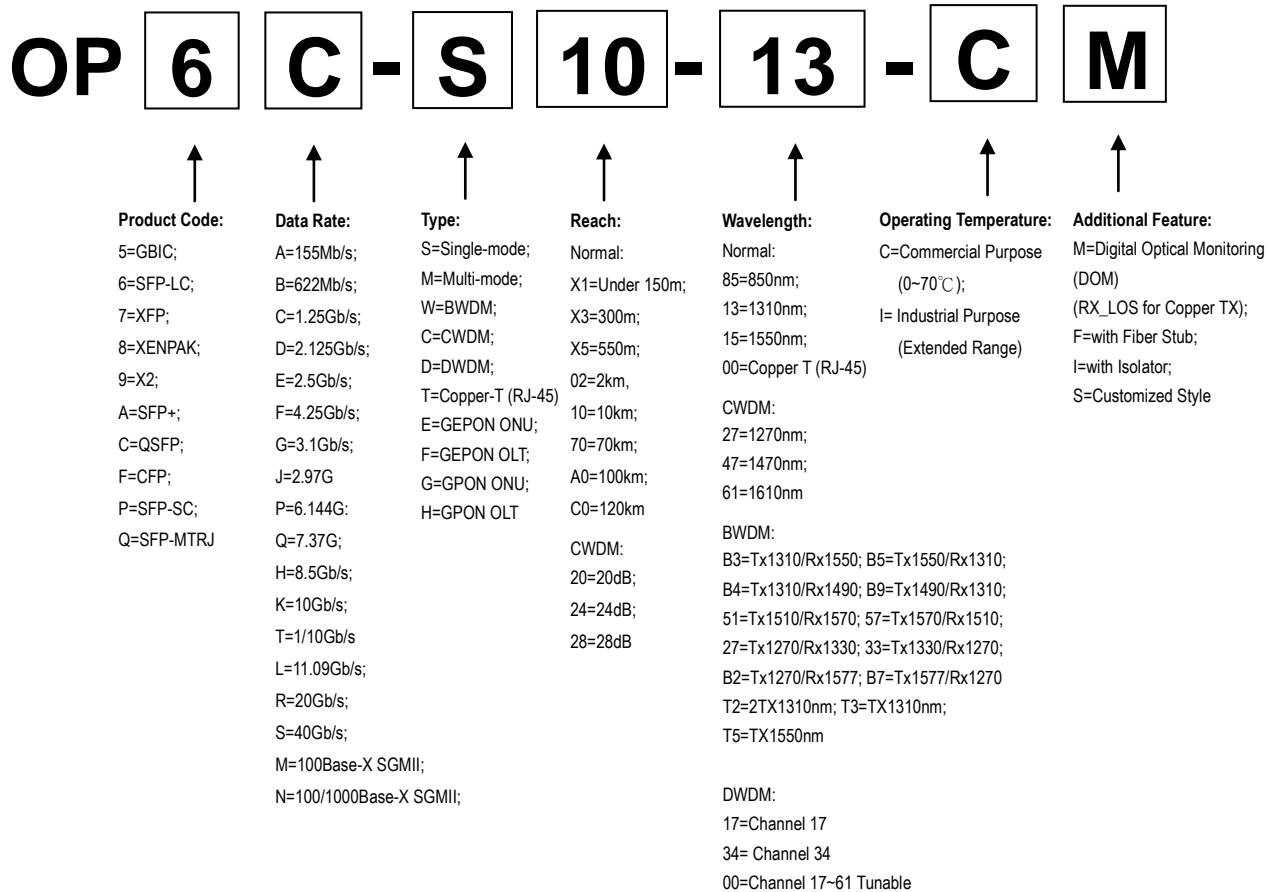 OP 6 C - S 10 - 13 - C M
Product Code:
5=GBIC;
6=SFP-LC;
7=XFP;
8=XENPAK;
9=X2;
A=SFP+;
C=QSFP;
F=CFP;
P=SFP-SC;
Q=SFP-MTRJ
Data Rate:
A=155Mb/s;
B=622Mb/s;
C=1.25Gb/s;
D=2.125Gb/s;
E=2.5Gb/s;
F=4.25Gb/s;
G=3.1Gb/s;
J=2.97G
P=6.144G:
Q=7.37G;
H=8.5Gb/s;
K=10Gb/s;
T=1/10Gb/s
L=11.09Gb/s;
R=20Gb/s;
S=40Gb/s;
M=100Base-X SGMII;
N=100/1000Base-X SGMII;
Type:
S=Single-mode;
M=Multi-mode;
W=BWDM;
C=CWDM;
D=DWDM;
T=Copper-T (RJ-45)
E=GEPON ONU;
F=GEPON OLT;
G=GPON ONU;
H=GPON OLT
Reach:
Normal:
X1=Under 150m;
X3=300m;
X5=550m;
02=2km,
10=10km;
70=70km;
A0=100km;
C0=120km
CWDM:
20=20dB;
24=24dB;
28=28dB
Wavelength:
Normal:
85=850nm;
13=1310nm;
15=1550nm;
00=Copper T (RJ-45)
CWDM:
27=1270nm;
47=1470nm;
61=1610nm
BWDM:
B3=Tx1310/Rx1550; B5=Tx1550/Rx1310;
B4=Tx1310/Rx1490; B9=Tx1490/Rx1310;
51=Tx1510/Rx1570; 57=Tx1570/Rx1510;
27=Tx1270/Rx1330; 33=Tx1330/Rx1270;
B2=Tx1270/Rx1577; B7=Tx1577/Rx1270
T2=2TX1310nm; T3=TX1310nm;
T5=TX1550nm
DWDM:
17=Channel 17
34= Channel 34
00=Channel 17~61 Tunable
Operating Temperature:
C=Commercial Purpose
(0~70℃);
I= Industrial Purpose
(Extended Range)
Additional Feature:
M=Digital Optical Monitoring
(DOM)
(RX_LOS for Copper TX);
F=with Fiber Stub;
I=with Isolator;
S=Customized Style